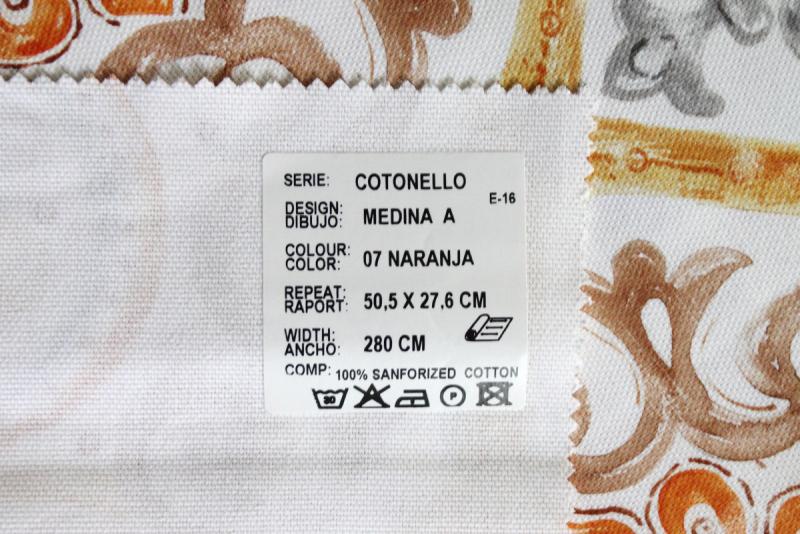 SERIE: COTONELLO
E-16
DESIGN: DIBUJO: MEDINA A
COLOUR: COLOR: 07 NARANJA
REPEAT: RAPORT: 50,5 X 27,6 CM
WIDTH: ANCHO: 280 CM
COMP: 100% SANFORIZED COTTON
30 P